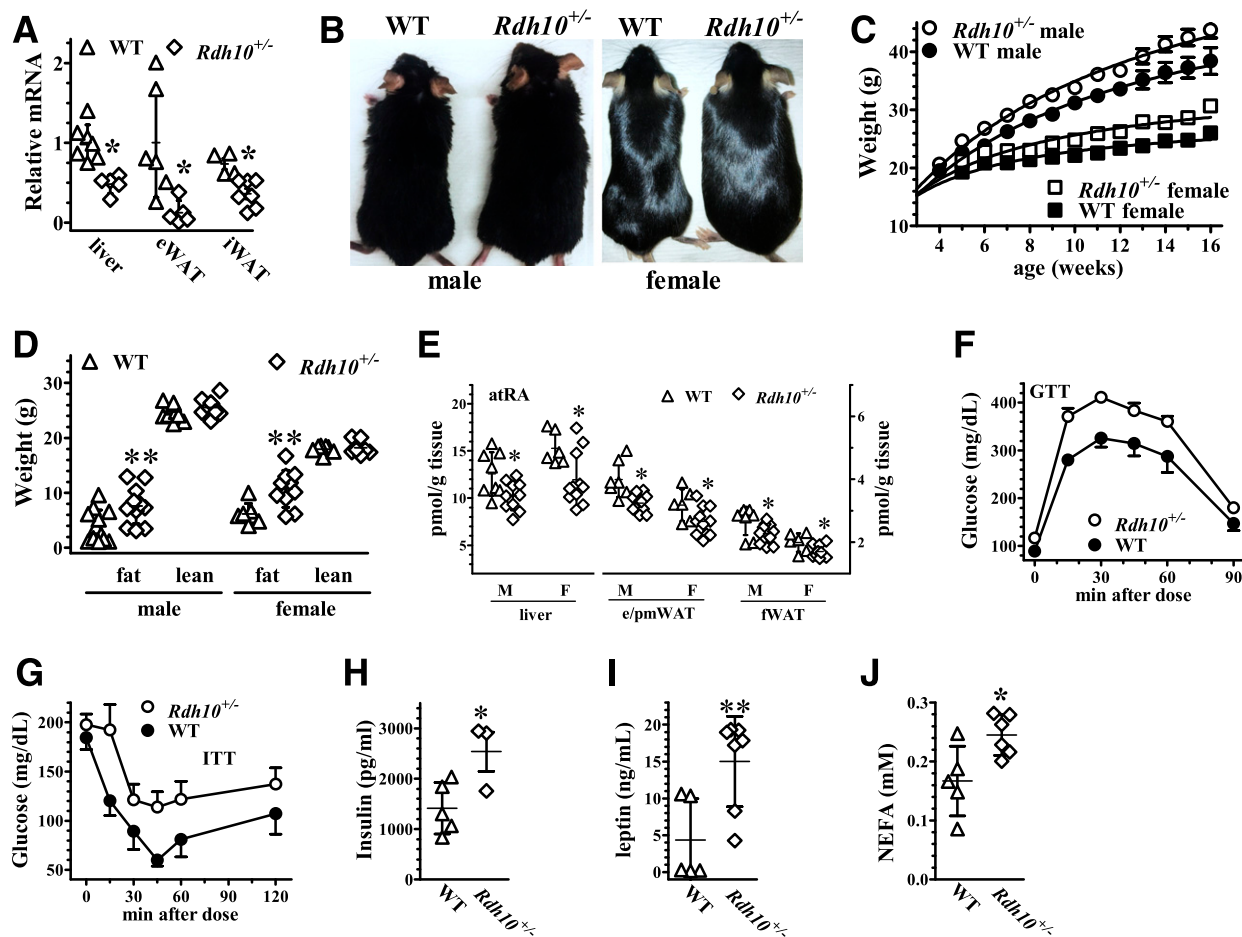 A
WT Rdh10+/-
Relative mRNA
2
1
0
liver eWAT iWAT
* * *
B
WT Rdh10+/- WT Rdh10+/-
male female
C
Rdh10+/- male
WT male
Weight (g)
40
30
20
10
Rdh10+/- female
WT female
4 6 8 10 12 14 16
age (weeks)
D
WT Rdh10+/-
Weight (g)
30
20
10
0
** **
fat lean fat lean
male female
E
atRA WT Rdh10+/-
pmol/g tissue
20
15
10
5
* * * * * *
6
4
2
pmol/g tissue
M F M F M F
liver e/pmWAT fWAT
F
GTT
Glucose (mg/dL)
400
300
200
100
Rdh10+/-
WT
0 30 60 90
min after dose
G
Rdh10+/-
WT
ITT
Glucose (mg/dL)
200
150
100
50
0 30 60 90 120
min after dose
H
Insulin (pg/ml)
3000
2000
1000
0
*
WT Rdh10+/-
I
leptin (ng/mL)
20
15
10
5
0
**
WT Rdh10+/-
J
NEFA (mM)
0.3
0.2
0.1
0.0
*
WT Rdh10+/-